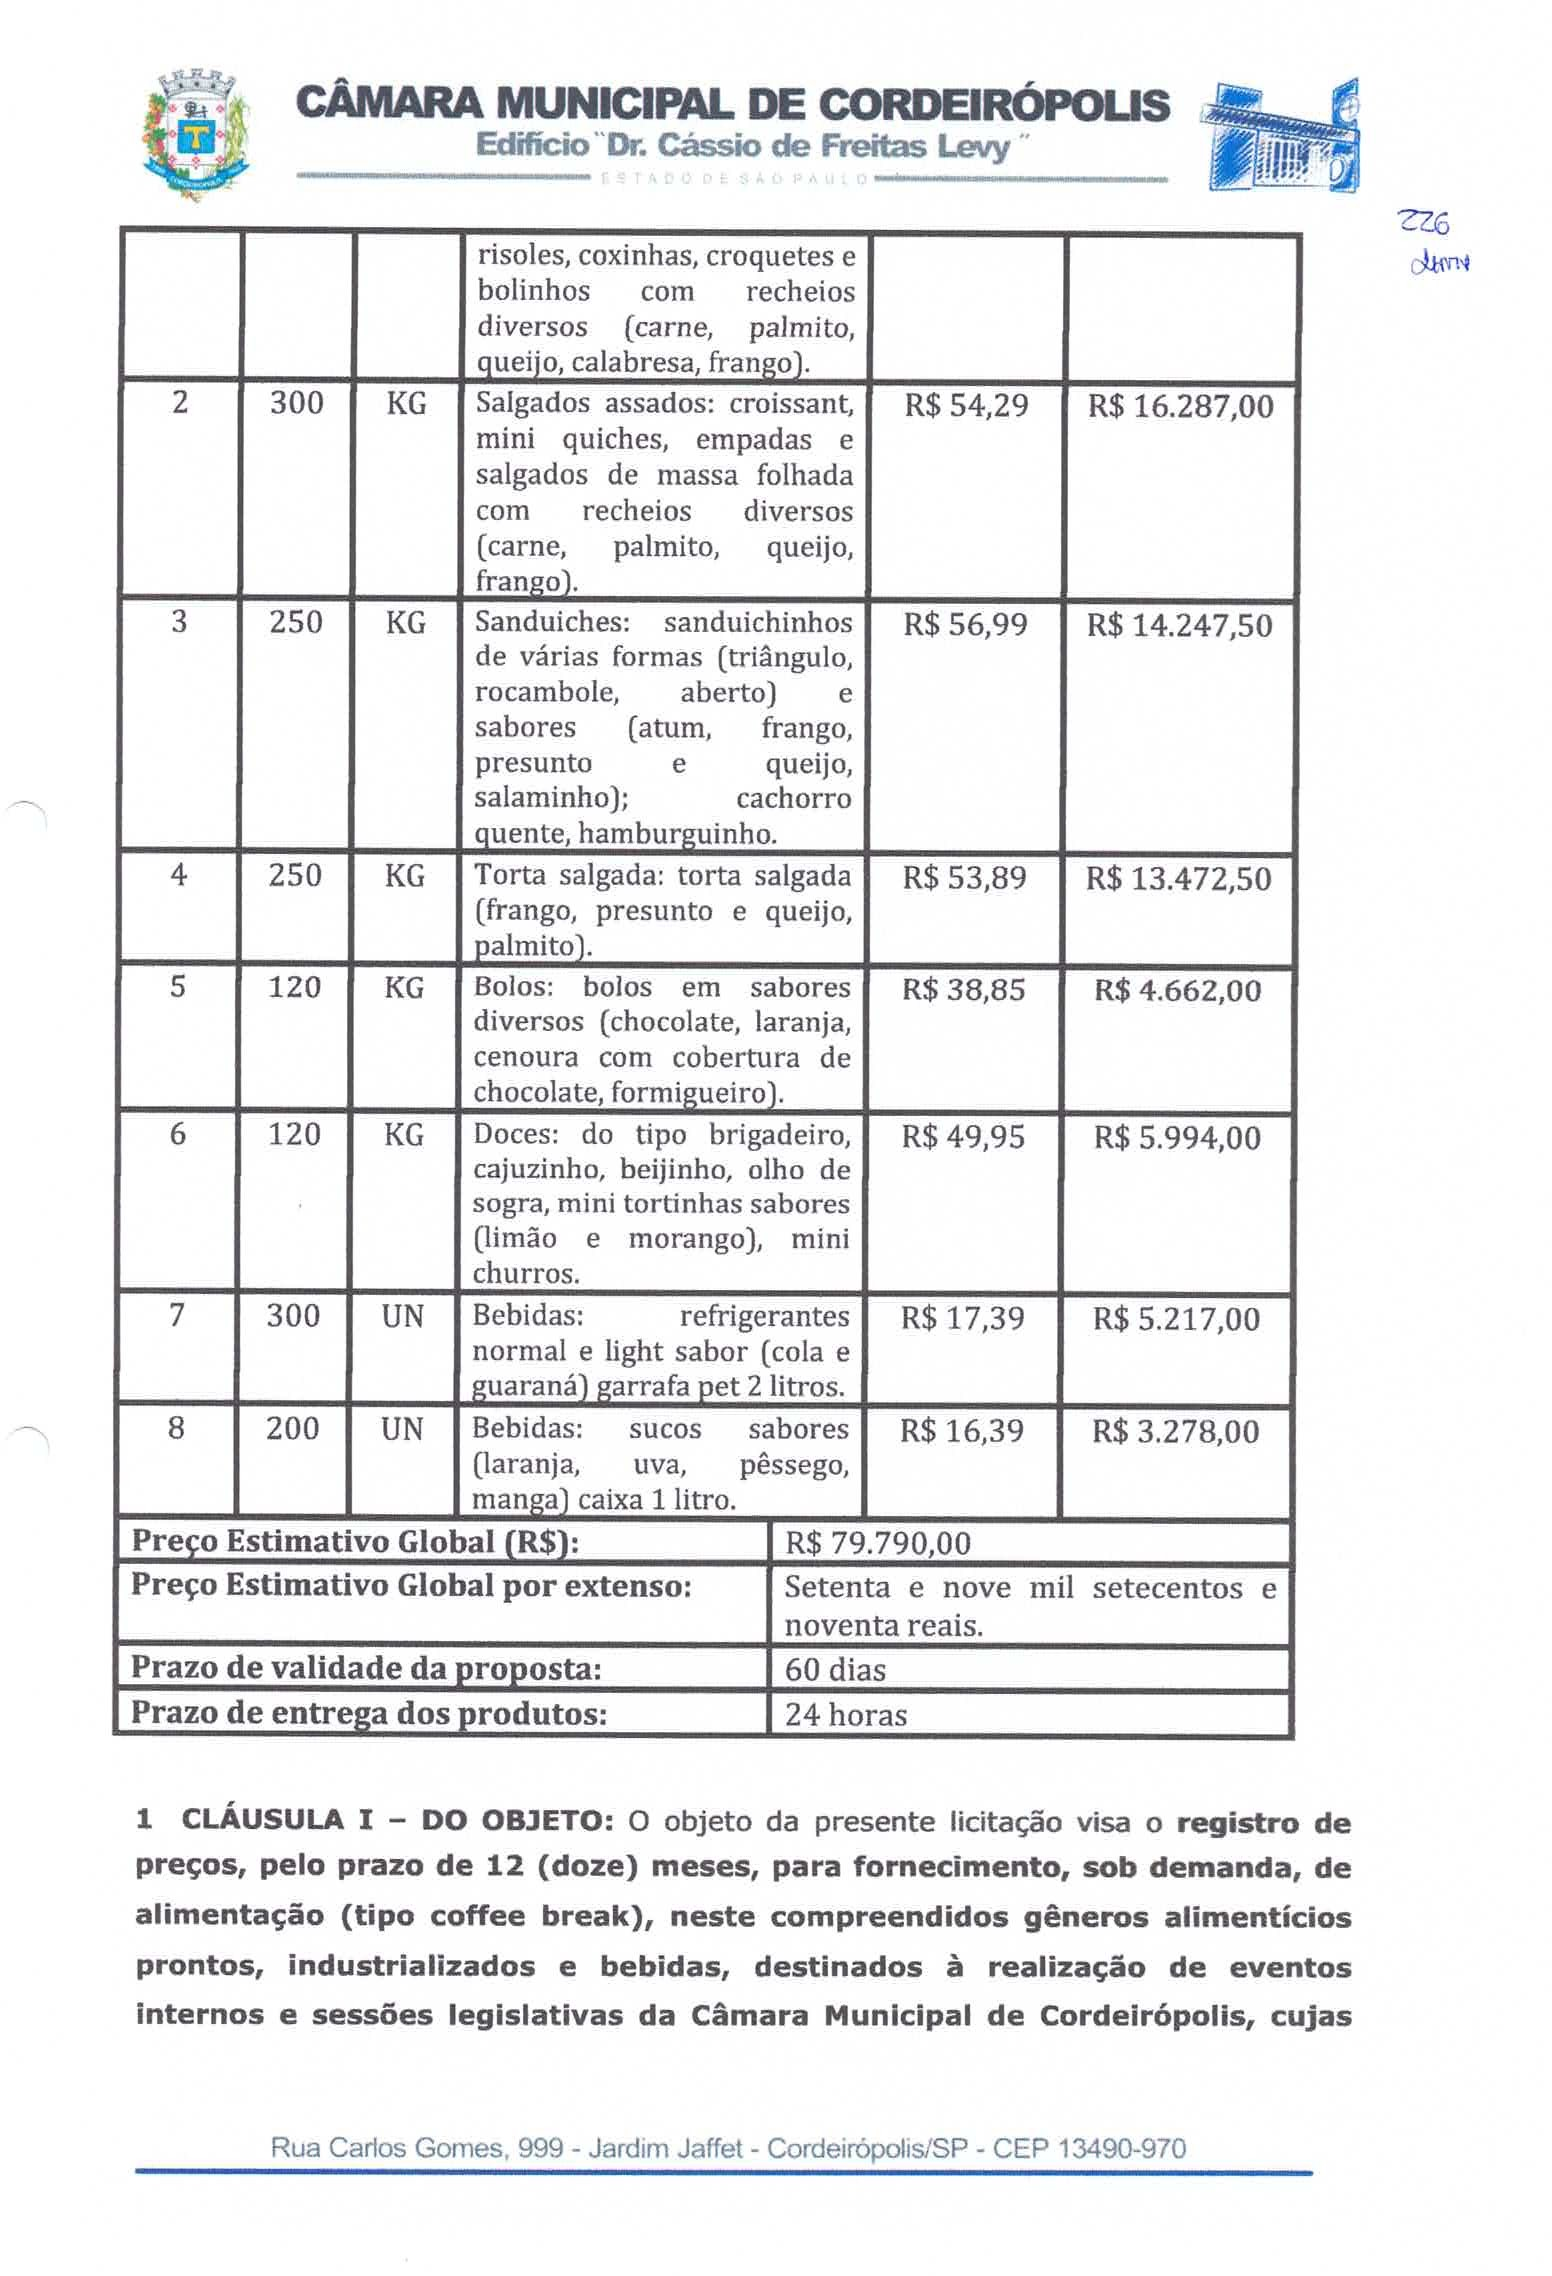 CÂMARA MUNICIPAL DE CORDEIRÓPOLIS
Edifício "Dr. Cássio de Freitas Levy"
ESTADO DE SÃO PAULO
226
risoles, coxinhas, croquetes e
bolinhos com recheios
diversos (carne, palmito,
queijo, calabresa, frango).
2 300 KG Salgados assados: croissant, R$ 54,29 R$ 16.287,00
mini quiches, empadas e
salgados de massa folhada
com recheios diversos
(carne, palmito, queijo,
frango).
3 250 KG Sanduiches: sanduichinhos R$ 56,99 R$ 14.247,50
de várias formas (triângulo,
rocambole, aberto) e
sabores (atum, frango,
presunto e queijo,
salaminho); cachorro
quente, hamburguinho.
4 250 KG Torta salgada: torta salgada R$ 53,89 R$ 13.472,50
(frango, presunto e queijo,
palmito).
5 120 KG Bolos: bolos em sabores R$ 38,85 R$ 4.662,00
diversos (chocolate, laranja,
cenoura com cobertura de
chocolate, formigueiro).
6 120 KG Doces: do tipo brigadeiro, R$ 49,95 R$ 5.994,00
cajuzinho, beijinho, olho de
sogra, mini tortinhas sabores
(limão e morango), mini
churros.
7 300 UN Bebidas: refrigerantes R$ 17,39 R$ 5.217,00
normal e light sabor (cola e
guaraná) garrafa pet 2 litros.
8 200 UN Bebidas: sucos sabores R$ 16,39 R$ 3.278,00
(laranja, uva, pêssego,
manga) caixa 1 litro.
Preço Estimativo Global (R$): R$ 79.790,00
Preço Estimativo Global por extenso: Setenta e nove mil setecentos e
noventa reais.
Prazo de validade da proposta: 60 dias
Prazo de entrega dos produtos: 24 horas
1 CLÁUSULA I – DO OBJETO: O objeto da presente licitação visa o registro de
preços, pelo prazo de 12 (doze) meses, para fornecimento, sob demanda, de
alimentação (tipo coffee break), neste compreendidos gêneros alimentícios
prontos, industrializados e bebidas, destinados à realização de eventos
internos e sessões legislativas da Câmara Municipal de Cordeirópolis, cujas
Rua Carlos Gomes, 999 - Jardim Jaffet - Cordeirópolis/SP - CEP 13490-970